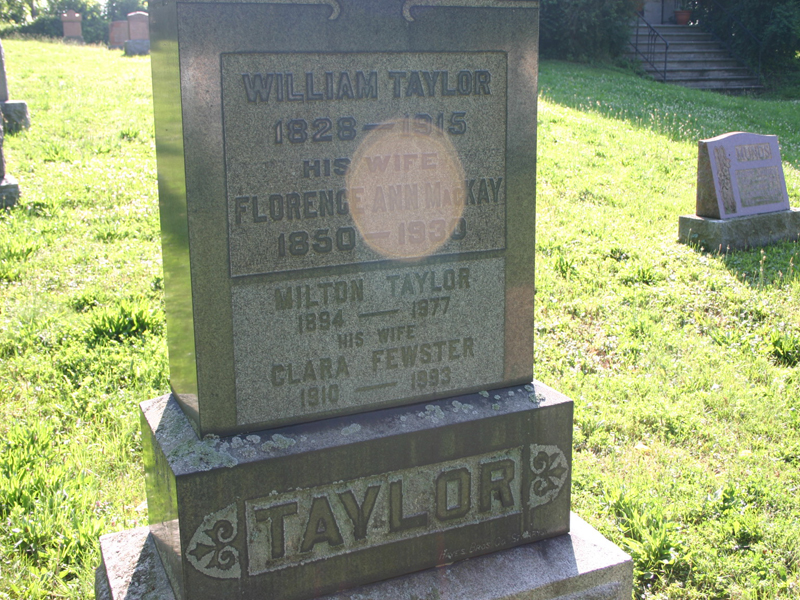 WILLIAM TAYLOR
1828 — 1915
HIS WIFE
FLORENCE ANN MACKAY
1850 — 1939
MILTON TAYLOR
1894 — 1977
HIS WIFE
CLARA FEWSTER
1910 — 1993
TAYLOR